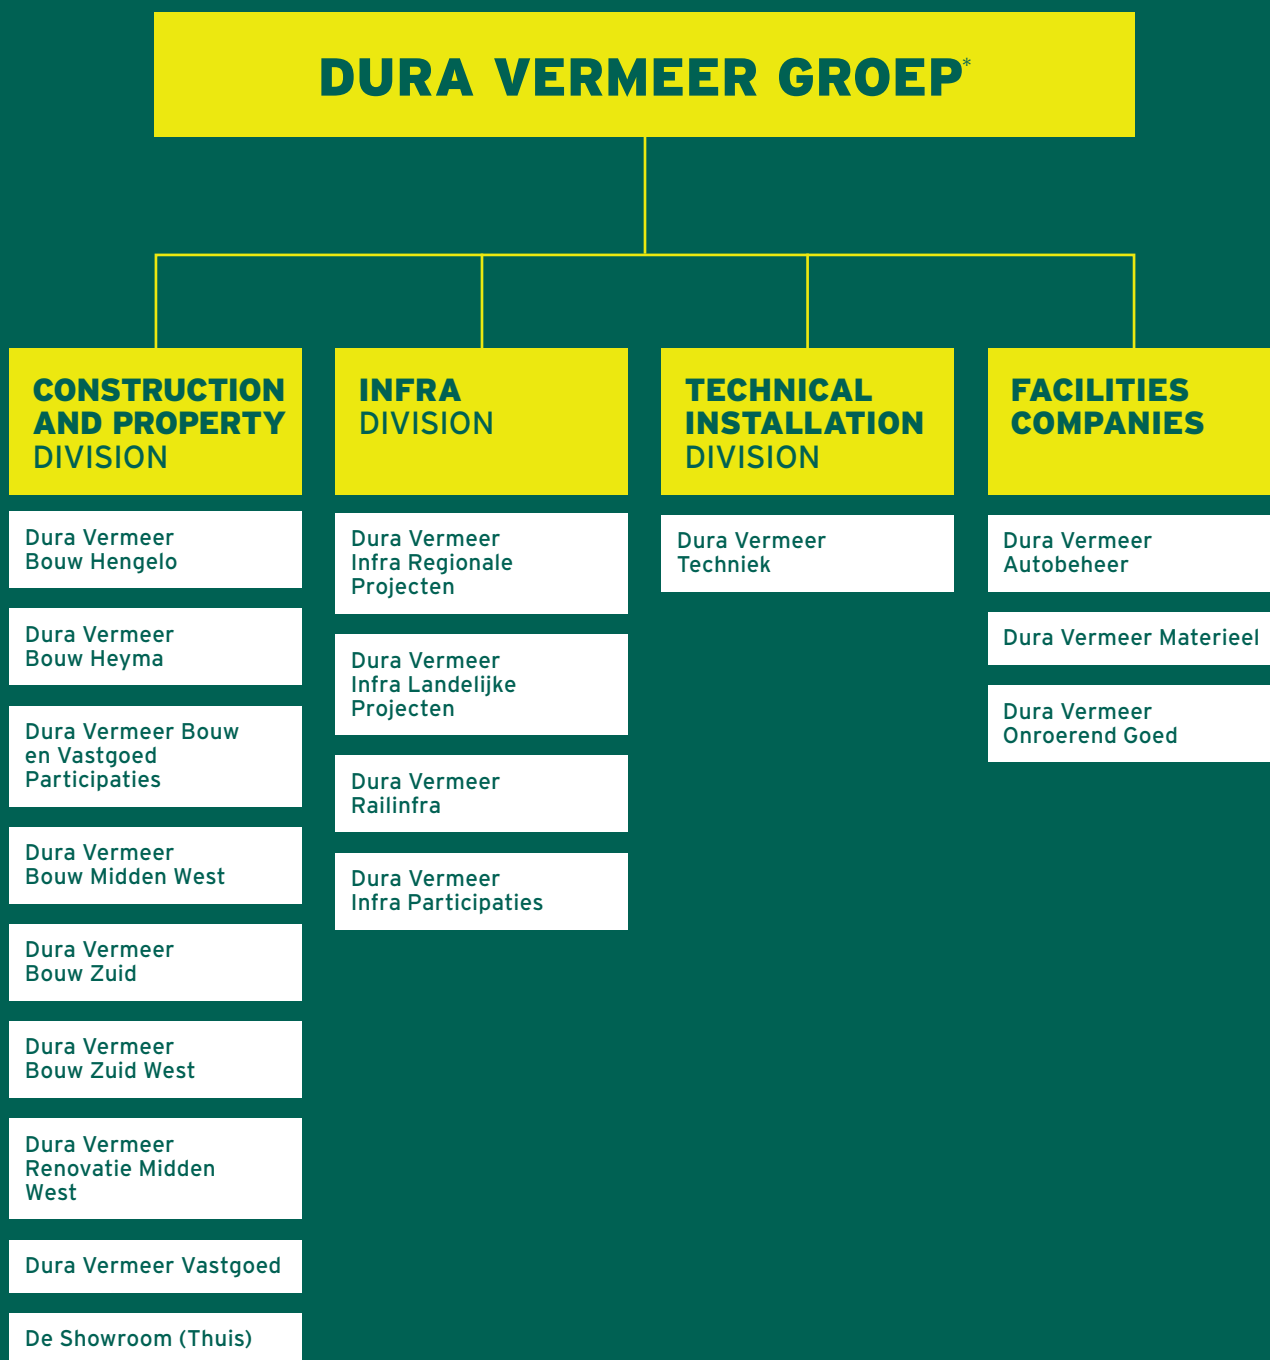 DURA VERMEER GROEP*
CONSTRUCTION
AND PROPERTY
DIVISION
Dura Vermeer
Bouw Hengelo
Dura Vermeer
Bouw Heyma
Dura Vermeer Bouw
en Vastgoed
Participaties
Dura Vermeer
Bouw Midden West
Dura Vermeer
Bouw Zuid
Dura Vermeer
Bouw Zuid West
Dura Vermeer
Renovatie Midden
West
Dura Vermeer Vastgoed
De Showroom (Thuis)
INFRA
DIVISION
Dura Vermeer
Infra Regionale
Projecten
Dura Vermeer
Infra Landelijke
Projecten
Dura Vermeer
Railinfra
Dura Vermeer
Infra Participaties
TECHNICAL
INSTALLATION
DIVISION
Dura Vermeer
Techniek
FACILITIES
COMPANIES
Dura Vermeer
Autobeheer
Dura Vermeer Materieel
Dura Vermeer
Onroerend Goed